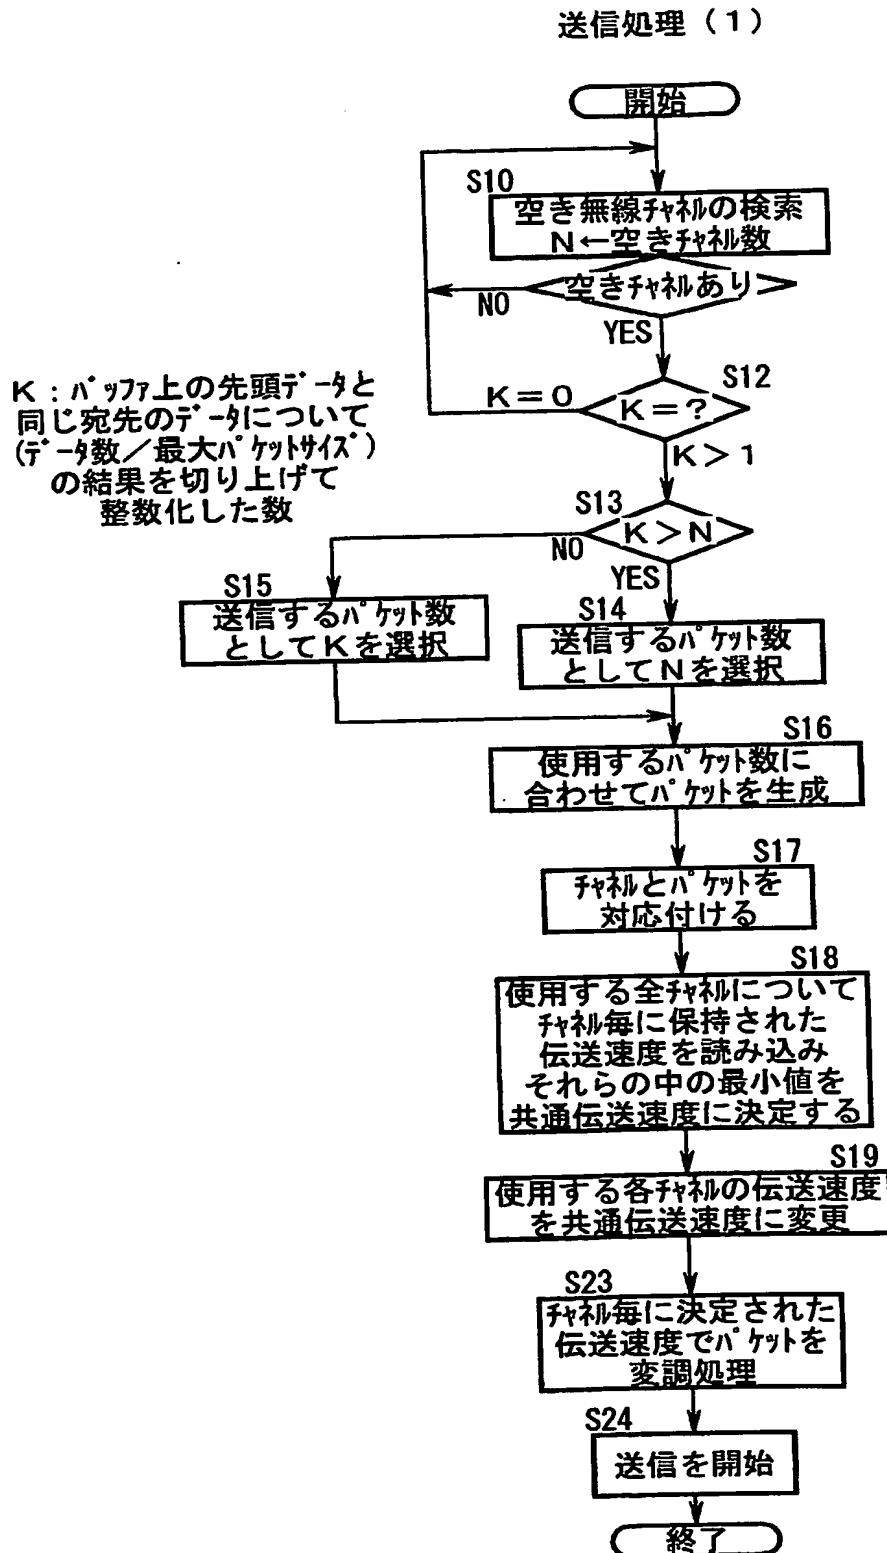 送信処理（１）
開始
S10
空き無線ﾁｬﾈﾙの検索
Ｎ←空きﾁｬﾈﾙ数
空きﾁｬﾈﾙあり
NO
YES
S12
Ｋ＝０
Ｋ＝？
Ｋ＞１
Ｋ：ﾊﾞｯﾌｧ上の先頭ﾃﾞｰﾀと
同じ宛先のﾃﾞｰﾀについて
(ﾃﾞｰﾀ数／最大ﾊﾟｹｯﾄｻｲｽﾞ)
の結果を切り上げて
整数化した数
S13
Ｋ＞Ｎ
NO
YES
S15
送信するﾊﾟｹｯﾄ数
としてＫを選択
S14
送信するﾊﾟｹｯﾄ数
としてＮを選択
S16
使用するﾊﾟｹｯﾄ数に
合わせてﾊﾟｹｯﾄを生成
S17
ﾁｬﾈﾙとﾊﾟｹｯﾄを
対応付ける
S18
使用する全ﾁｬﾈﾙについて
ﾁｬﾈﾙ毎に保持された
伝送速度を読み込み
それらの中の最小値を
共通伝送速度に決定する
S19
使用する各ﾁｬﾈﾙの伝送速度
を共通伝送速度に変更
S23
ﾁｬﾈﾙ毎に決定された
伝送速度でﾊﾟｹｯﾄを
変調処理
S24
送信を開始
終了